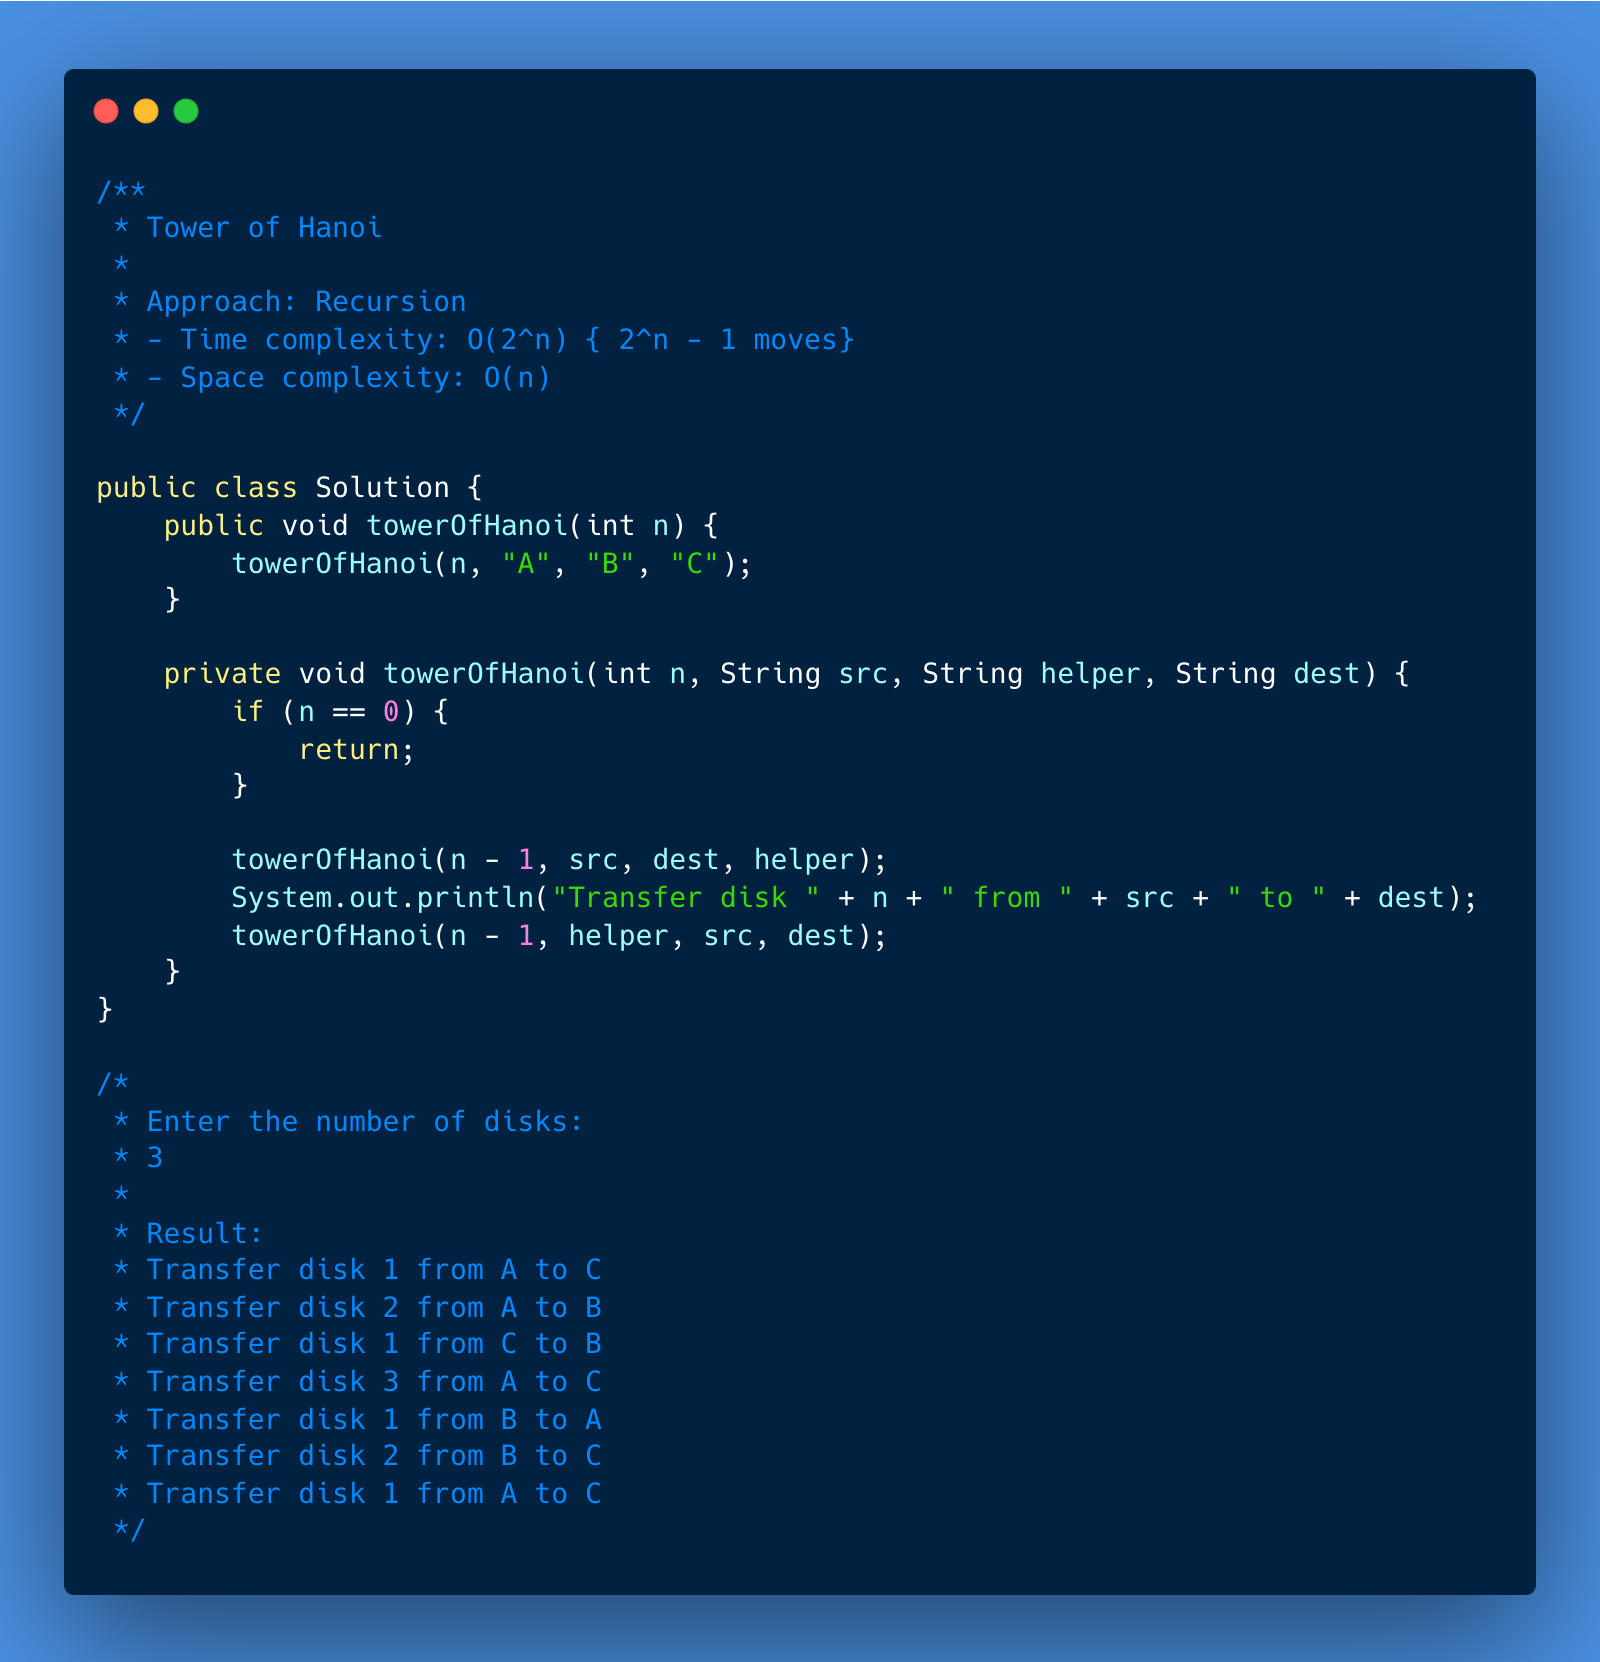 /**
 * Tower of Hanoi
 *
 * Approach: Recursion
 * - Time complexity: O(2^n) { 2^n - 1 moves}
 * - Space complexity: O(n)
 */

public class Solution {
    public void towerOfHanoi(int n) {
        towerOfHanoi(n, "A", "B", "C");
    }

    private void towerOfHanoi(int n, String src, String helper, String dest) {
        if (n == 0) {
            return;
        }

        towerOfHanoi(n - 1, src, dest, helper);
        System.out.println("Transfer disk " + n + " from " + src + " to " + dest);
        towerOfHanoi(n - 1, helper, src, dest);
    }
}

/*
 * Enter the number of disks:
 * 3
 *
 * Result:
 * Transfer disk 1 from A to C
 * Transfer disk 2 from A to B
 * Transfer disk 1 from C to B
 * Transfer disk 3 from A to C
 * Transfer disk 1 from B to A
 * Transfer disk 2 from B to C
 * Transfer disk 1 from A to C
 */